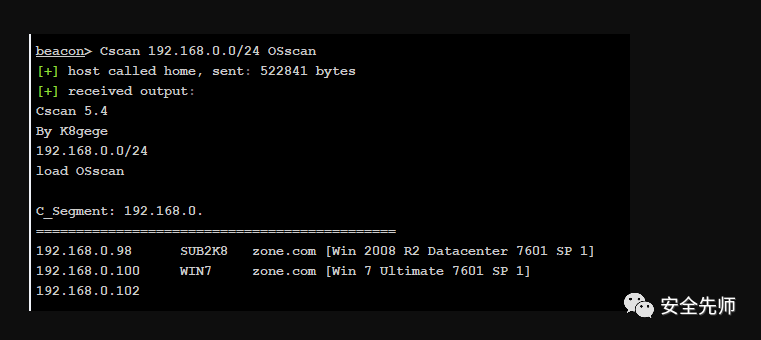 beacon> Cscan 192.168.0.0/24 OSscan
[+] host called home, sent: 522841 bytes
[+] received output:
Cscan 5.4
By K8gege
192.168.0.0/24
load OSscan
C_Segment: 192.168.0.
=============================================
192.168.0.98 SUB2K8 zone.com [Win 2008 R2 Datacenter 7601 SP 1]
192.168.0.100 WIN7 zone.com [Win 7 Ultimate 7601 SP 1]
192.168.0.102
安全先师